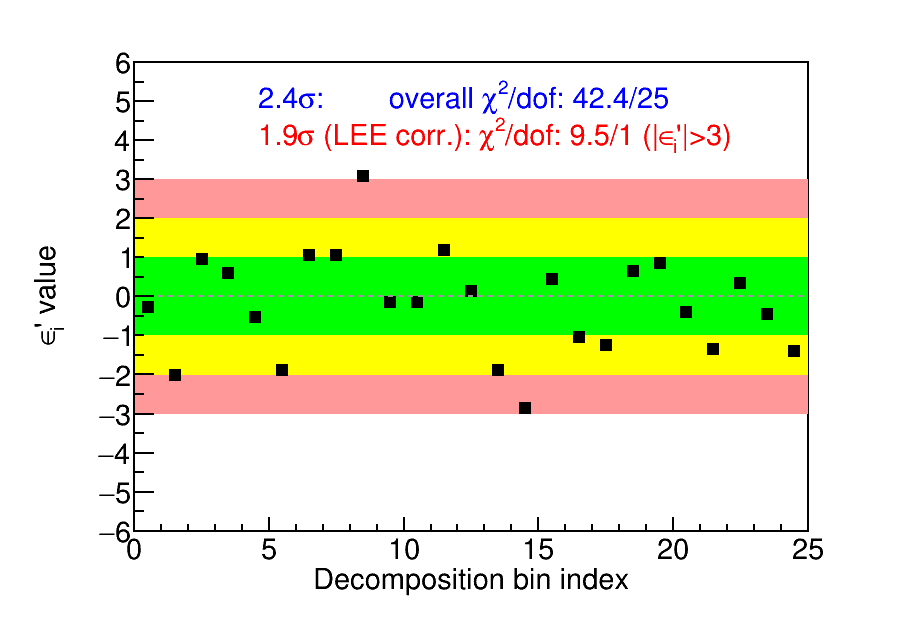 2.4σ: overall χ²/dof: 42.4/25
1.9σ (LEE corr.): χ²/dof: 9.5/1 (|ϵᵢ'|>3)
6
5
4
3
2
1
0
−1
−2
−3
−4
−5
−6
ϵᵢ' value
0 5 10 15 20 25
Decomposition bin index